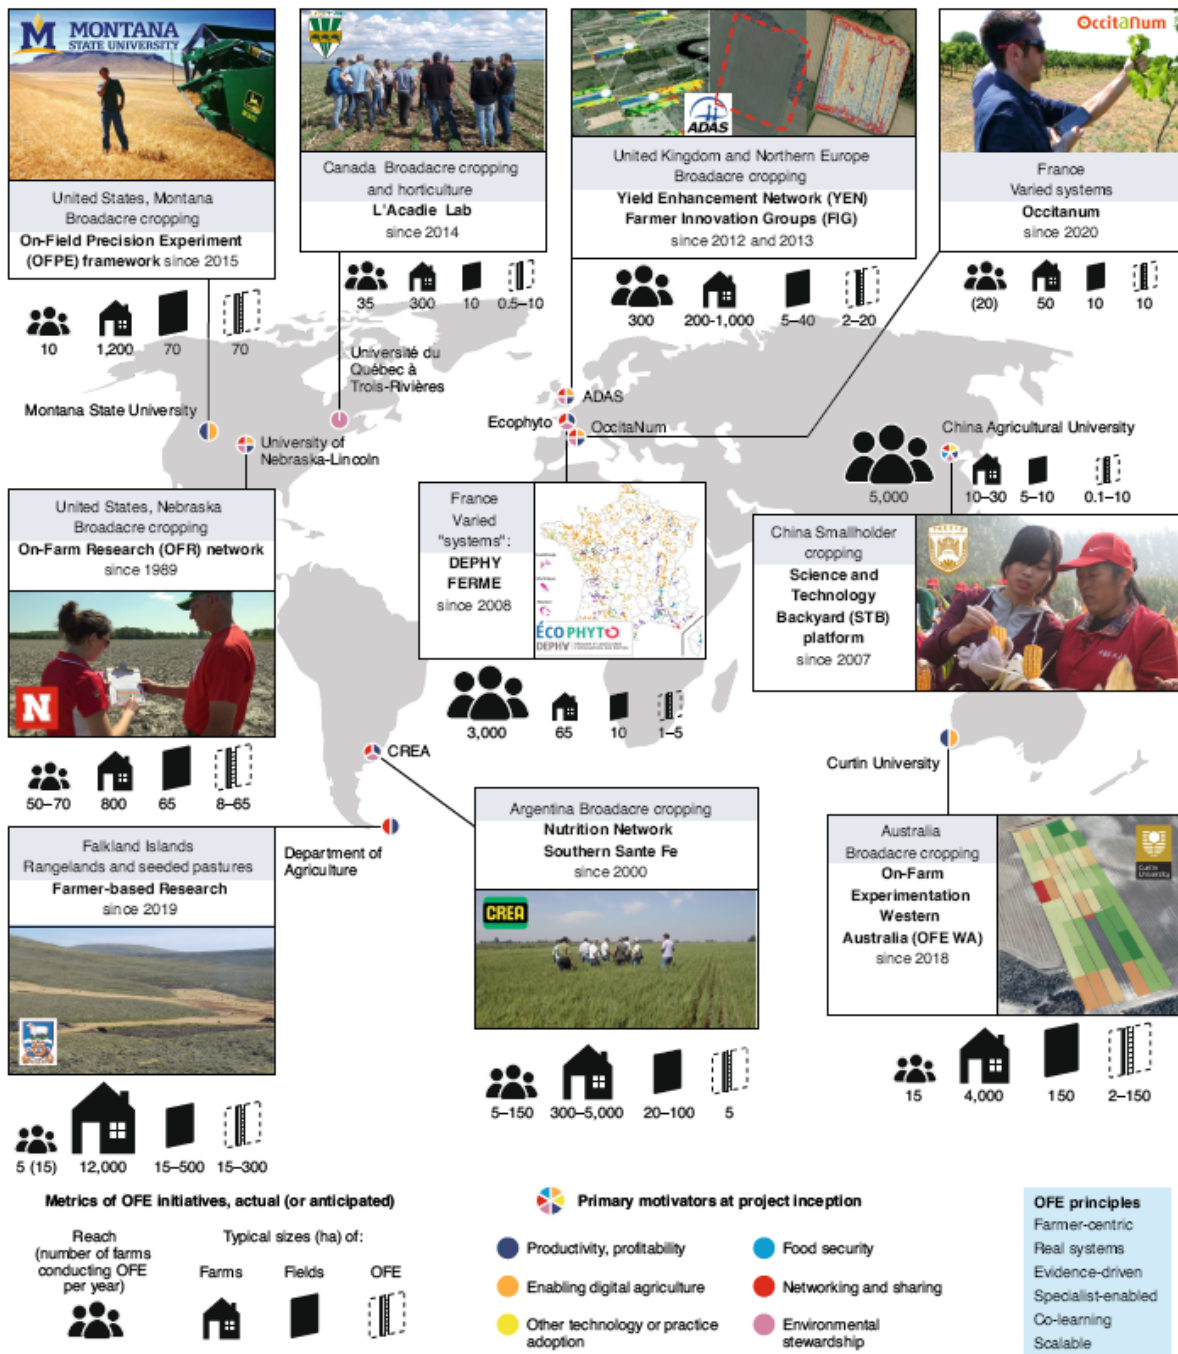 MONTANA
STATE UNIVERSITY
United States, Montana
Broadacre cropping
On-Field Precision Experiment
(OFPE) framework since 2015
10
1,200
70
70
Canada Broadacre cropping
and horticulture
L'Acadie Lab
since 2014
35
300
10
0.5–10
ADAS
United Kingdom and Northern Europe
Broadacre cropping
Yield Enhancement Network (YEN)
Farmer Innovation Groups (FIG)
since 2012 and 2013
300
200-1,000
5–40
2–20
Occitanum
France
Varied systems
Occitanum
since 2020
(20)
50
10
10
Université du
Québec à
Trois-Rivières
Montana State University
University of
Nebraska-Lincoln
ADAS
Ecophyto
OccitaNum
China Agricultural University
5,000
10–30
5–10
0.1–10
United States, Nebraska
Broadacre cropping
On-Farm Research (OFR) network
since 1989
N
50–70
800
65
8–65
France
Varied
"systems":
DEPHY
FERME
since 2008
ÉCOPHYTO
DEPHY
3,000
65
10
1–5
China Smallholder
cropping
Science and
Technology
Backyard (STB)
platform
since 2007
CREA
Curtin University
Department of
Agriculture
Falkland Islands
Rangelands and seeded pastures
Farmer-based Research
since 2019
5 (15)
12,000
15–500
15–300
Argentina Broadacre cropping
Nutrition Network
Southern Sante Fe
since 2000
CREA
5–150
300–5,000
20–100
5
Australia
Broadacre cropping
On-Farm
Experimentation
Western
Australia (OFE WA)
since 2018
Curtin
University
15
4,000
150
2–150
Metrics of OFE initiatives, actual (or anticipated)
Reach
(number of farms
conducting OFE
per year)
Typical sizes (ha) of:
Farms
Fields
OFE
Primary motivators at project inception
Productivity, profitability
Enabling digital agriculture
Other technology or practice
adoption
Food security
Networking and sharing
Environmental
stewardship
OFE principles
Farmer-centric
Real systems
Evidence-driven
Specialist-enabled
Co-learning
Scalable